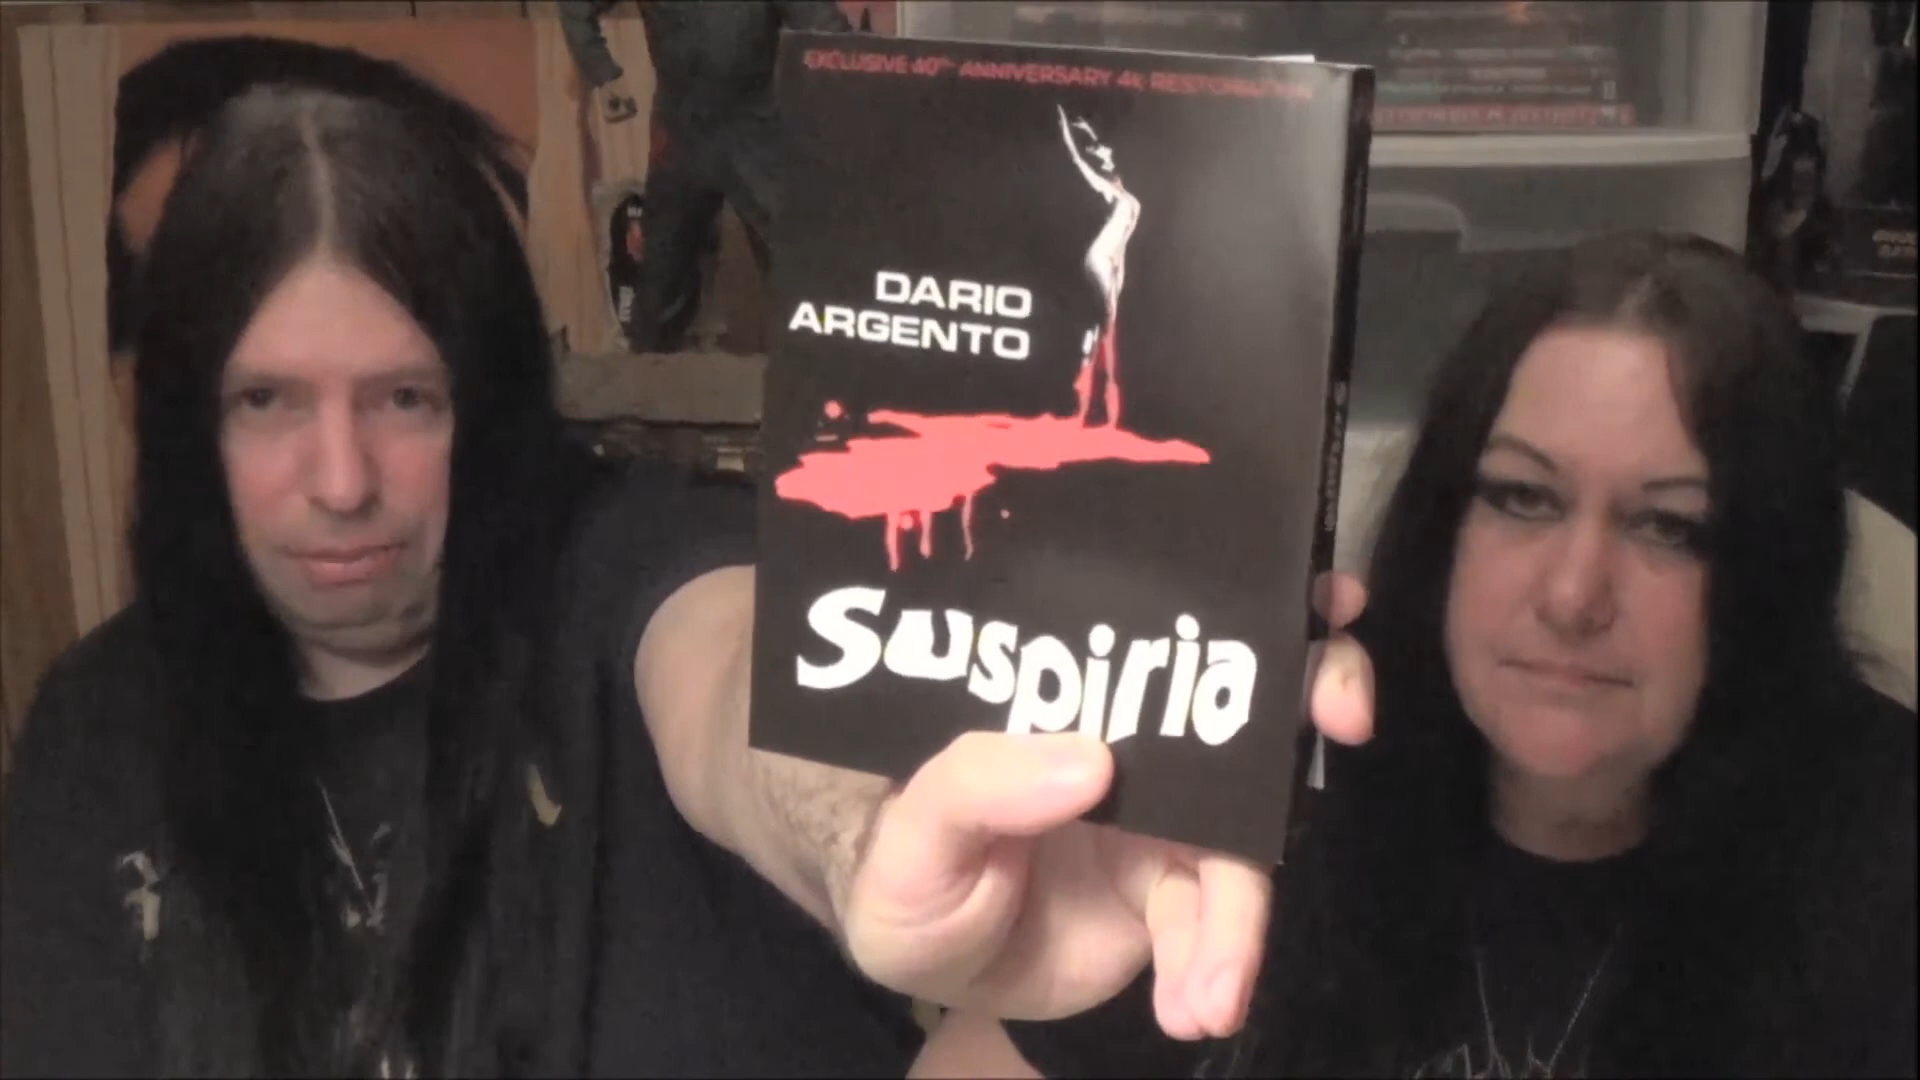 EXCLUSIVE 40TH ANNIVERSARY 4K RESTORATION
DARIO
ARGENTO
Suspiria